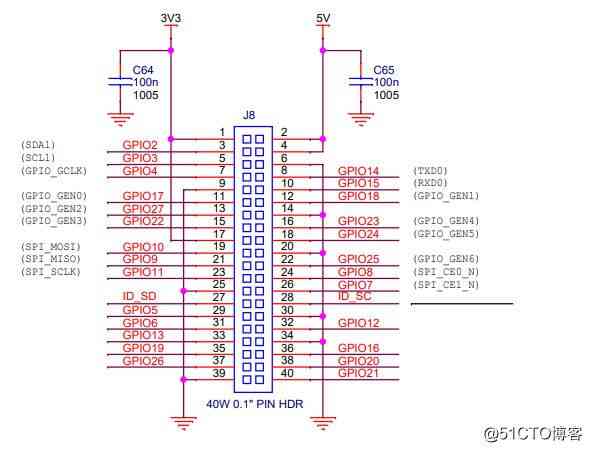 3V3 5V
C64 C65
100n 100n
1005 1005
J8
1 2
(SDA1) GPIO2 3 4
(SCL1) GPIO3 5 6
(GPIO_GCLK) GPIO4 7 8 GPIO14 (TXD0)
9 10 GPIO15 (RXD0)
(GPIO_GEN0) GPIO17 11 12 GPIO18 (GPIO_GEN1)
(GPIO_GEN2) GPIO27 13 14
(GPIO_GEN3) GPIO22 15 16 GPIO23 (GPIO_GEN4)
17 18 GPIO24 (GPIO_GEN5)
(SPI_MOSI) GPIO10 19 20
(SPI_MISO) GPIO9 21 22 GPIO25 (GPIO_GEN6)
(SPI_SCLK) GPIO11 23 24 GPIO8 (SPI_CE0_N)
25 26 GPIO7 (SPI_CE1_N)
ID_SD 27 28 ID_SC
GPIO5 29 30
GPIO6 31 32 GPIO12
GPIO13 33 34
GPIO19 35 36 GPIO16
GPIO26 37 38 GPIO20
39 40 GPIO21
40W 0.1" PIN HDR
@51CTO博客